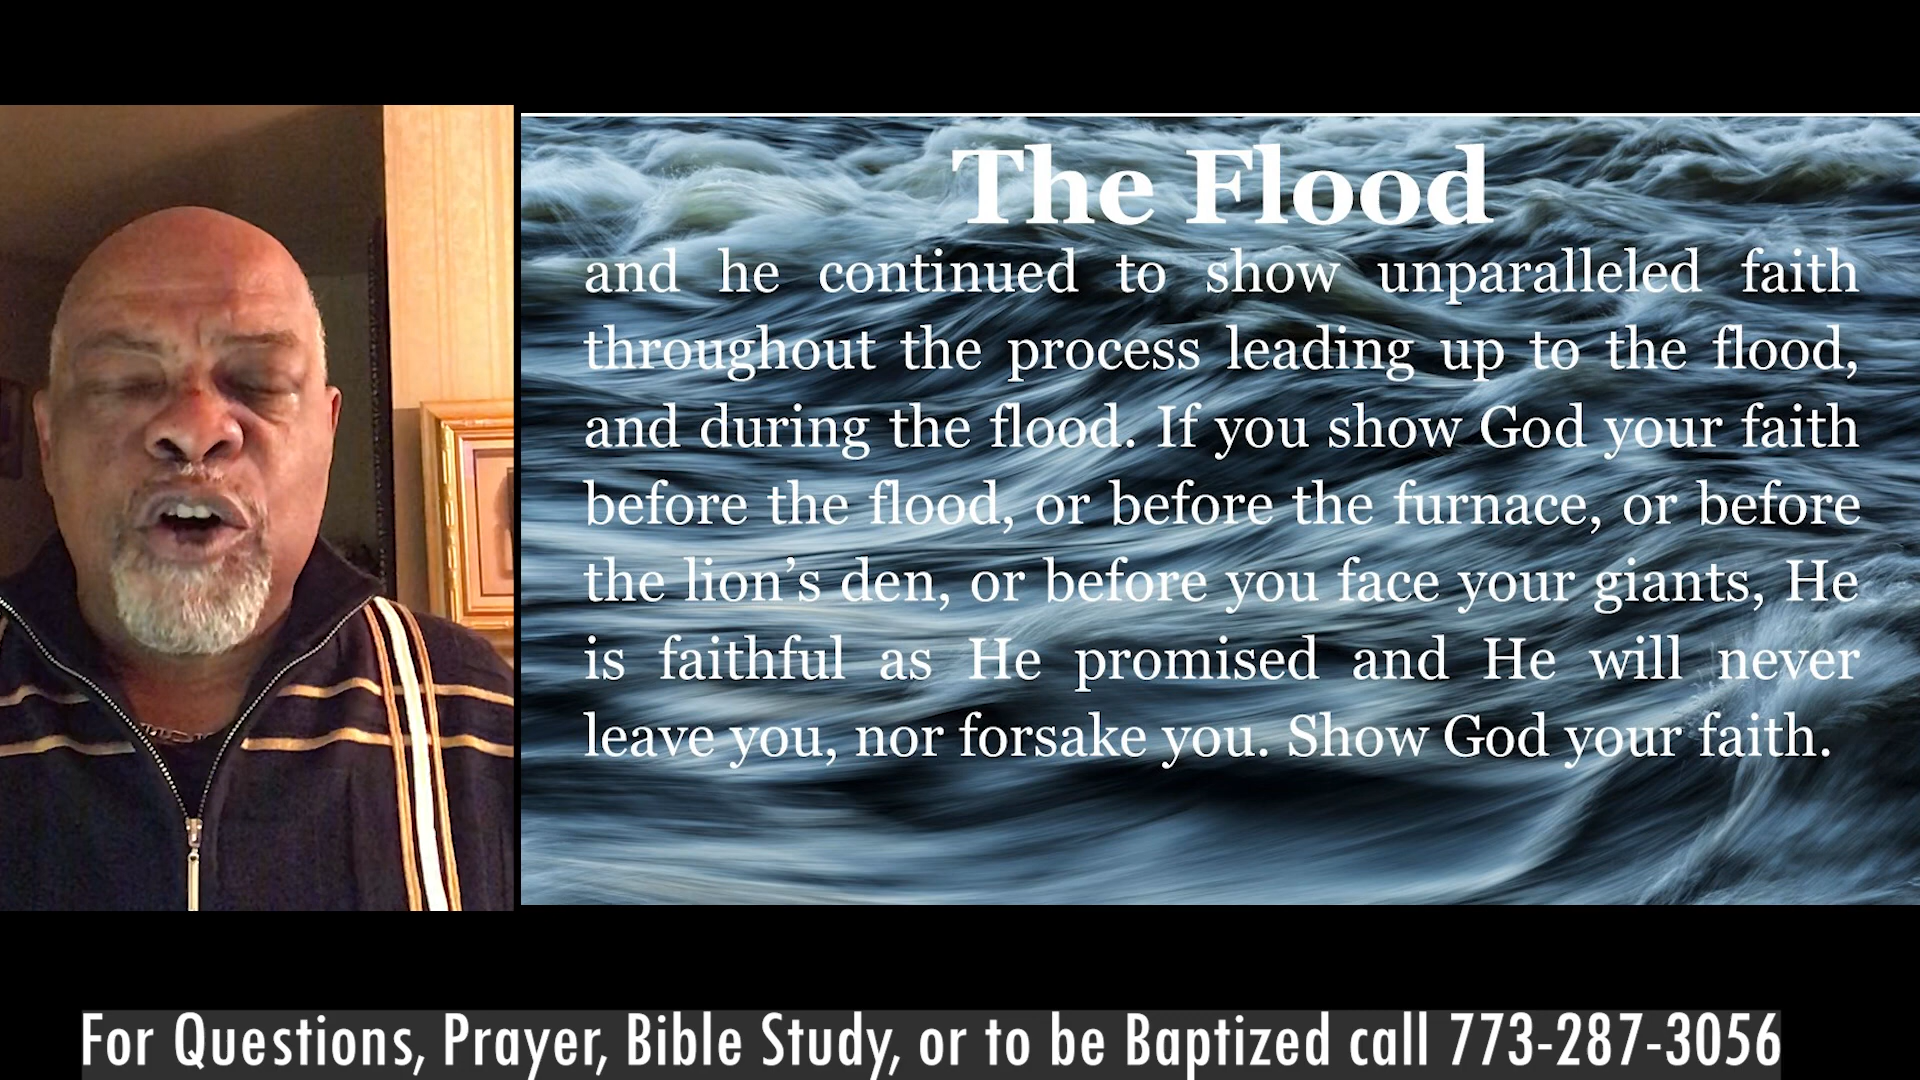 The Flood
and he continued to show unparalleled faith
throughout the process leading up to the flood,
and during the flood. If you show God your faith
before the flood, or before the furnace, or before
the lion’s den, or before you face your giants, He
is faithful as He promised and He will never
leave you, nor forsake you. Show God your faith.
For Questions, Prayer, Bible Study, or to be Baptized call 773-287-3056